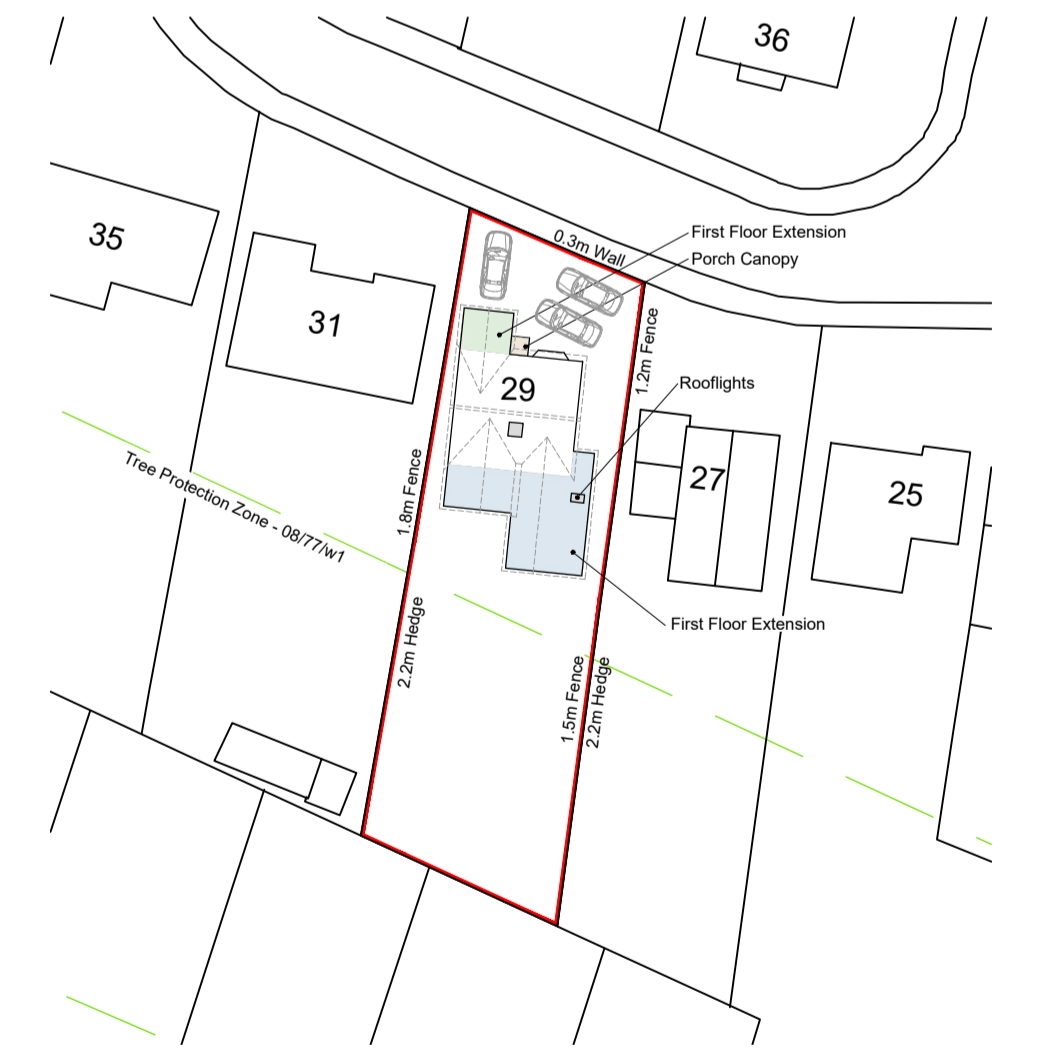 36
0.3m Wall
First Floor Extension
Porch Canopy
35
31
1.2m Fence
29
Rooflights
27
25
1.8m Fence
Tree Protection Zone - 08/77/w1
2.2m Hedge
First Floor Extension
1.5m Fence
2.2m Hedge